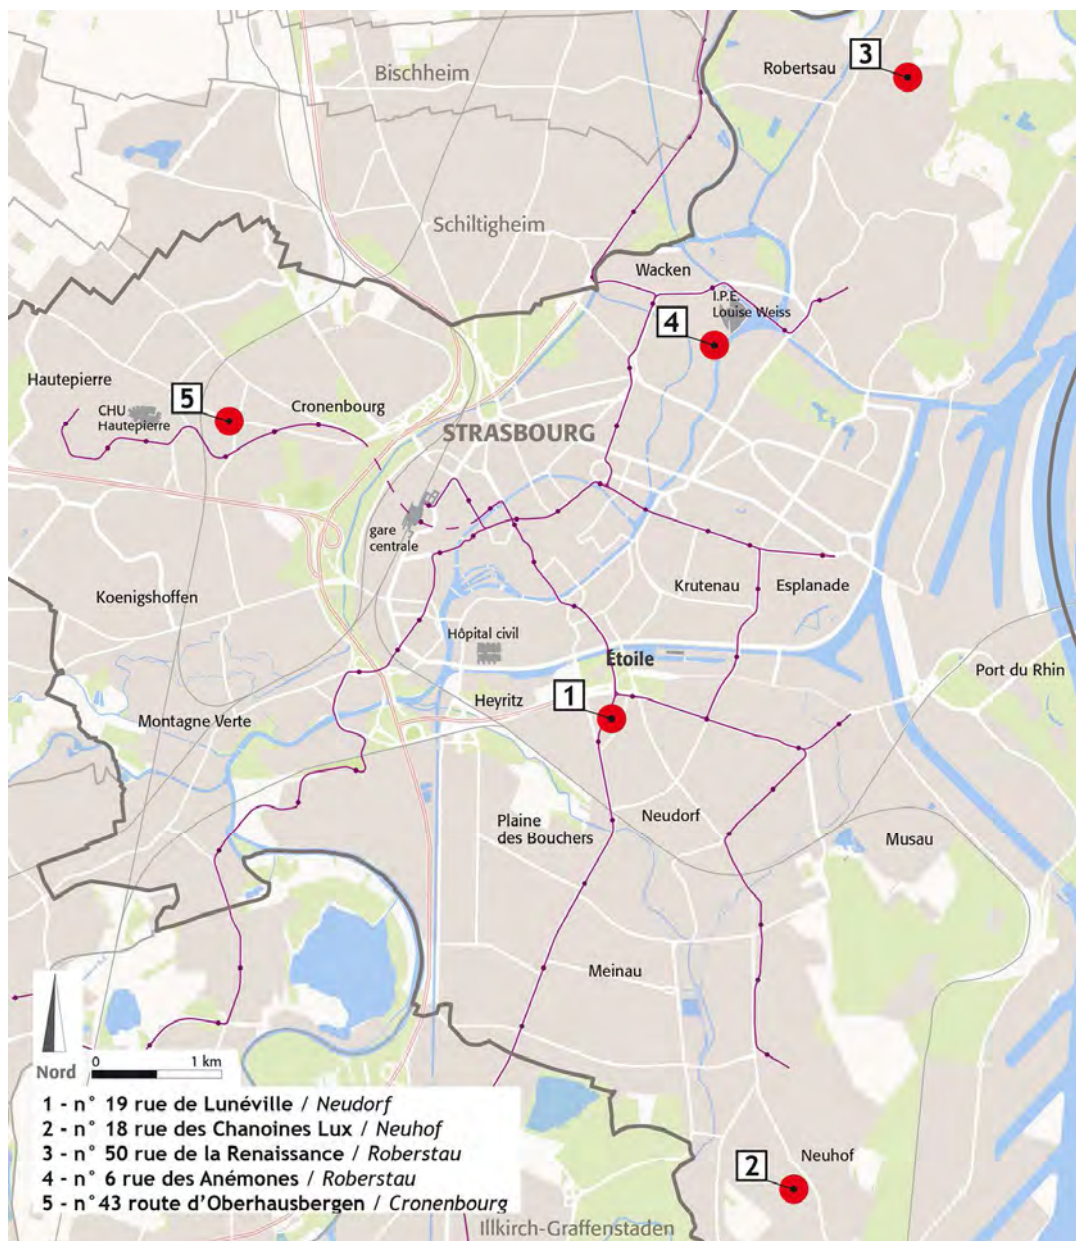 Bischheim
Robertsau
3
Schiltigheim
Wacken
I.P.E.
Louise Weiss
4
Hautepierre
CHU
Hautepierre
5
Cronenbourg
STRASBOURG
gare
centrale
Koenigshoffen
Krutenau
Esplanade
Hôpital civil
Étoile
Port du Rhin
Heyritz
1
Montagne Verte
Plaine
des Bouchers
Neudorf
Musau
Meinau
Nord
0 1 km
1 - n° 19 rue de Lunéville / Neudorf
2 - n° 18 rue des Chanoines Lux / Neuhof
3 - n° 50 rue de la Renaissance / Roberstau
4 - n° 6 rue des Anémones / Roberstau
5 - n°43 route d'Oberhausbergen / Cronenbourg
2
Neuhof
Illkirch-Graffenstaden